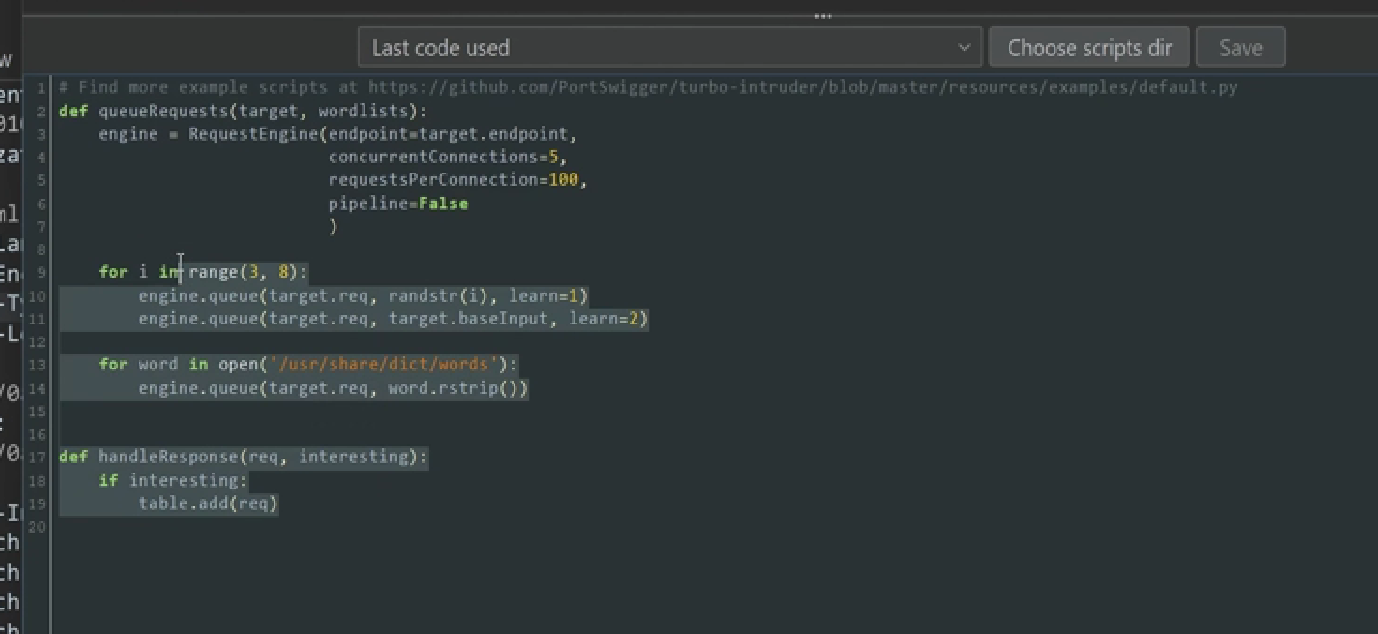 Last code used
Choose scripts dir
Save
1 # Find more example scripts at https://github.com/PortSwigger/turbo-intruder/blob/master/resources/examples/default.py
2 def queueRequests(target, wordlists):
3     engine = RequestEngine(endpoint=target.endpoint,
4                            concurrentConnections=5,
5                            requestsPerConnection=100,
6                            pipeline=False
7                            )
8
9     for i in range(3, 8):
10         engine.queue(target.req, randstr(i), learn=1)
11         engine.queue(target.req, target.baseInput, learn=2)
12
13     for word in open('/usr/share/dict/words'):
14         engine.queue(target.req, word.rstrip())
15
16
17 def handleResponse(req, interesting):
18     if interesting:
19         table.add(req)
20